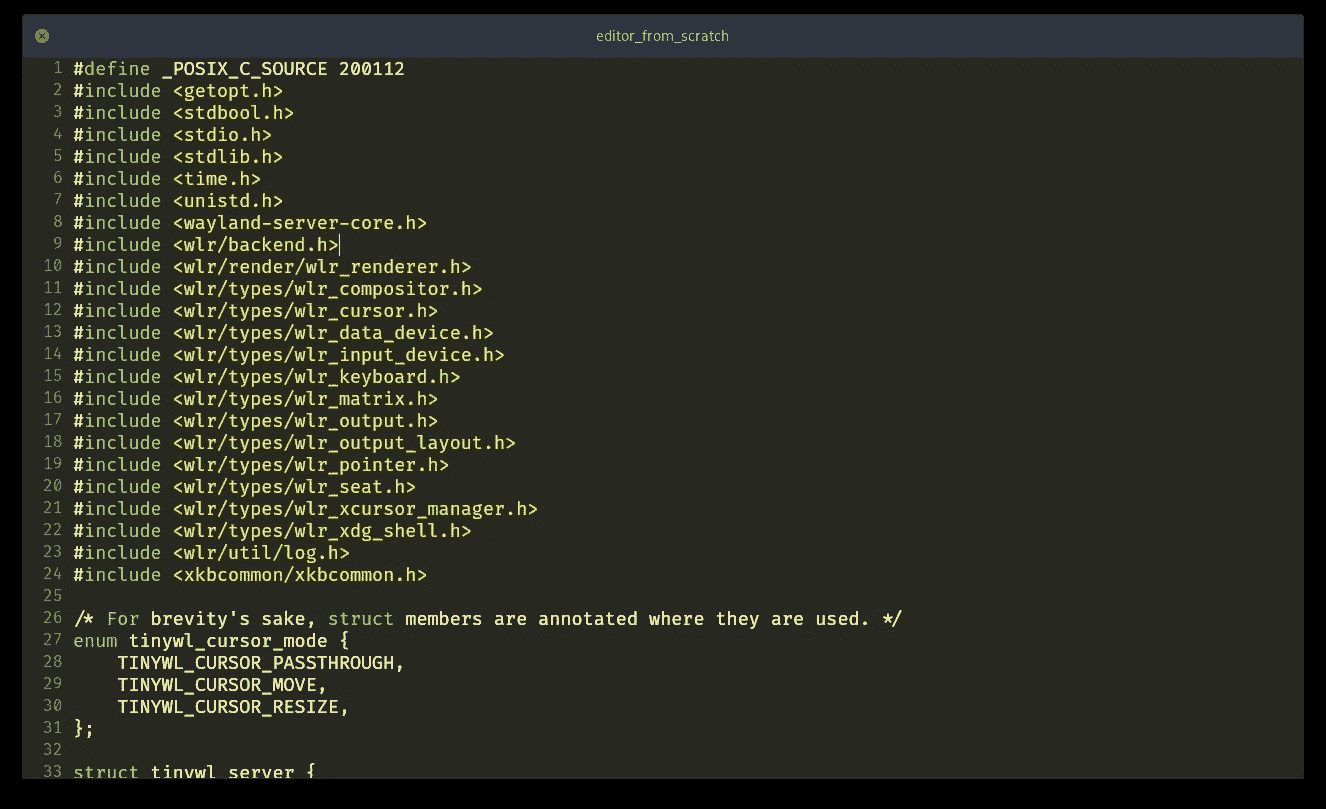 editor_from_scratch
1 #define _POSIX_C_SOURCE 200112
2 #include <getopt.h>
3 #include <stdbool.h>
4 #include <stdio.h>
5 #include <stdlib.h>
6 #include <time.h>
7 #include <unistd.h>
8 #include <wayland-server-core.h>
9 #include <wlr/backend.h>
10 #include <wlr/render/wlr_renderer.h>
11 #include <wlr/types/wlr_compositor.h>
12 #include <wlr/types/wlr_cursor.h>
13 #include <wlr/types/wlr_data_device.h>
14 #include <wlr/types/wlr_input_device.h>
15 #include <wlr/types/wlr_keyboard.h>
16 #include <wlr/types/wlr_matrix.h>
17 #include <wlr/types/wlr_output.h>
18 #include <wlr/types/wlr_output_layout.h>
19 #include <wlr/types/wlr_pointer.h>
20 #include <wlr/types/wlr_seat.h>
21 #include <wlr/types/wlr_xcursor_manager.h>
22 #include <wlr/types/wlr_xdg_shell.h>
23 #include <wlr/util/log.h>
24 #include <xkbcommon/xkbcommon.h>
25
26 /* For brevity's sake, struct members are annotated where they are used. */
27 enum tinywl_cursor_mode {
28     TINYWL_CURSOR_PASSTHROUGH,
29     TINYWL_CURSOR_MOVE,
30     TINYWL_CURSOR_RESIZE,
31 };
32
33 struct tinywl_server {